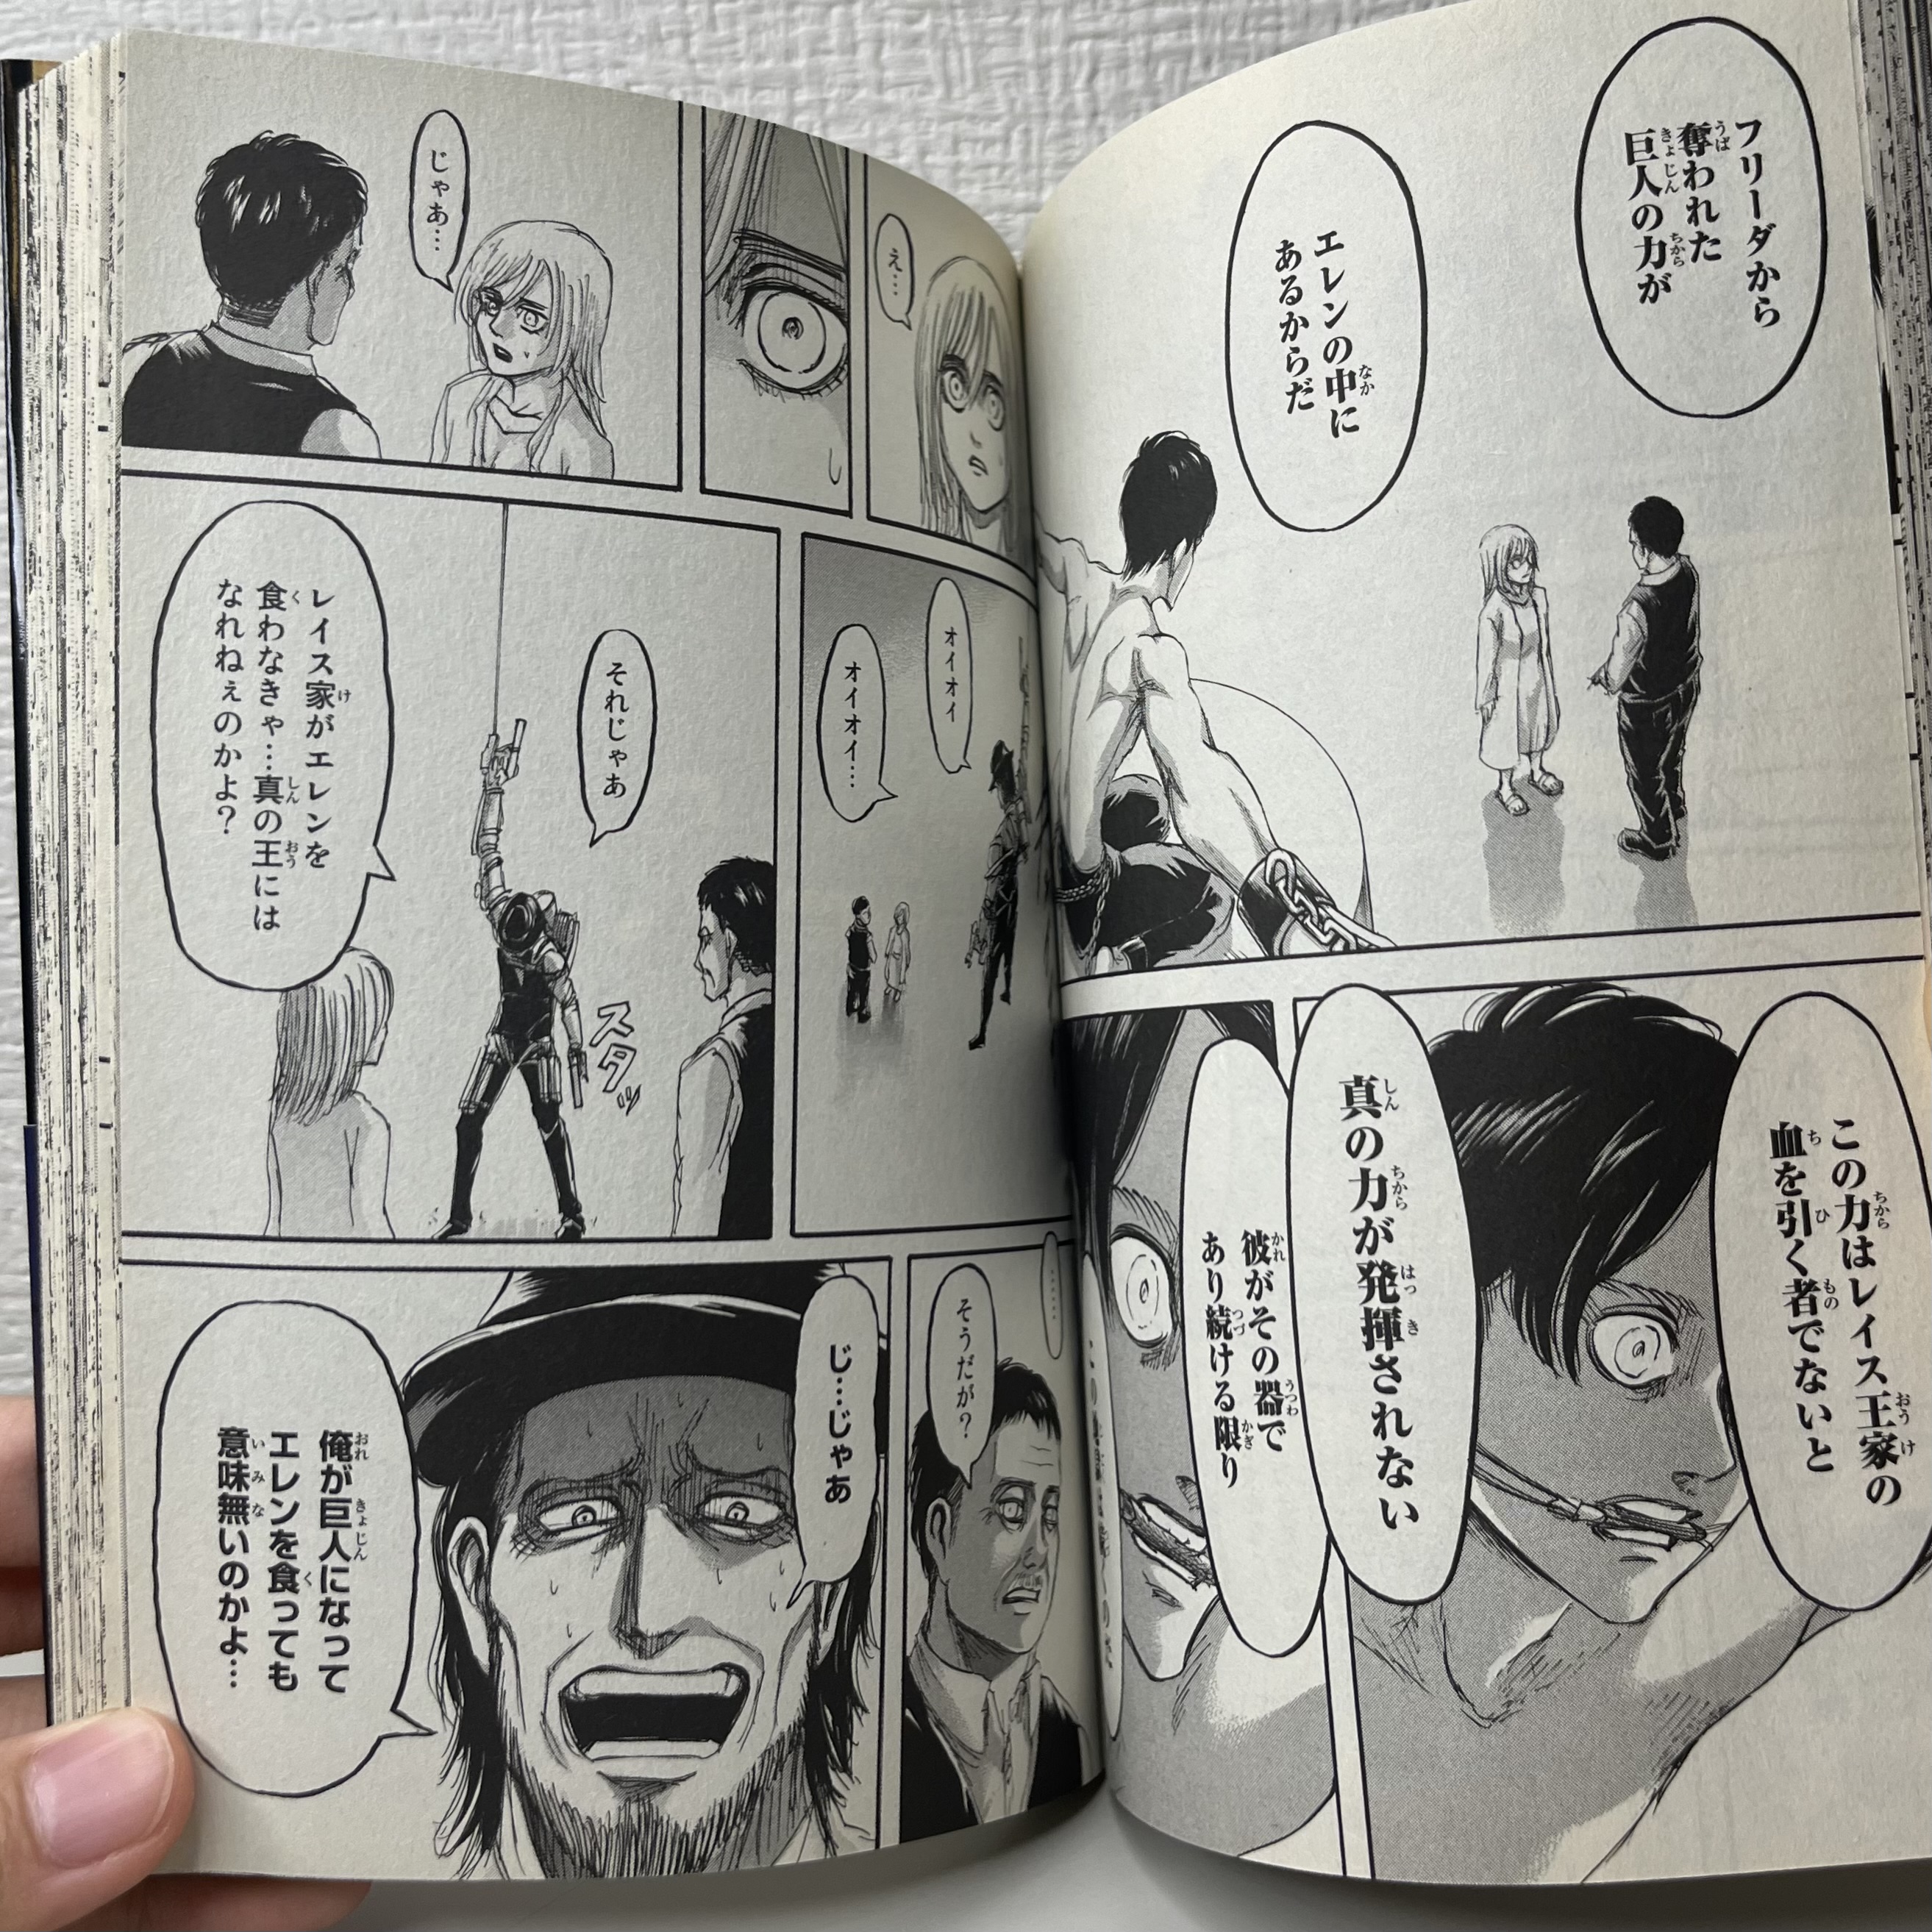 フリーダから
奪われた
巨人の力が
エレンの中に
あるからだ
この力はレイス王家の
血を引く者でないと
真の力が発揮されない
彼がその器で
あり続ける限り
え…
じゃあ…
オイオイ
オイオイ…
それじゃあ
レイス家がエレンを
食わなきゃ…真の王には
なれねぇのかよ？
スタッ
……
そうだが？
じ…じゃあ
俺が巨人になって
エレンを食っても
意味無いのかよ…